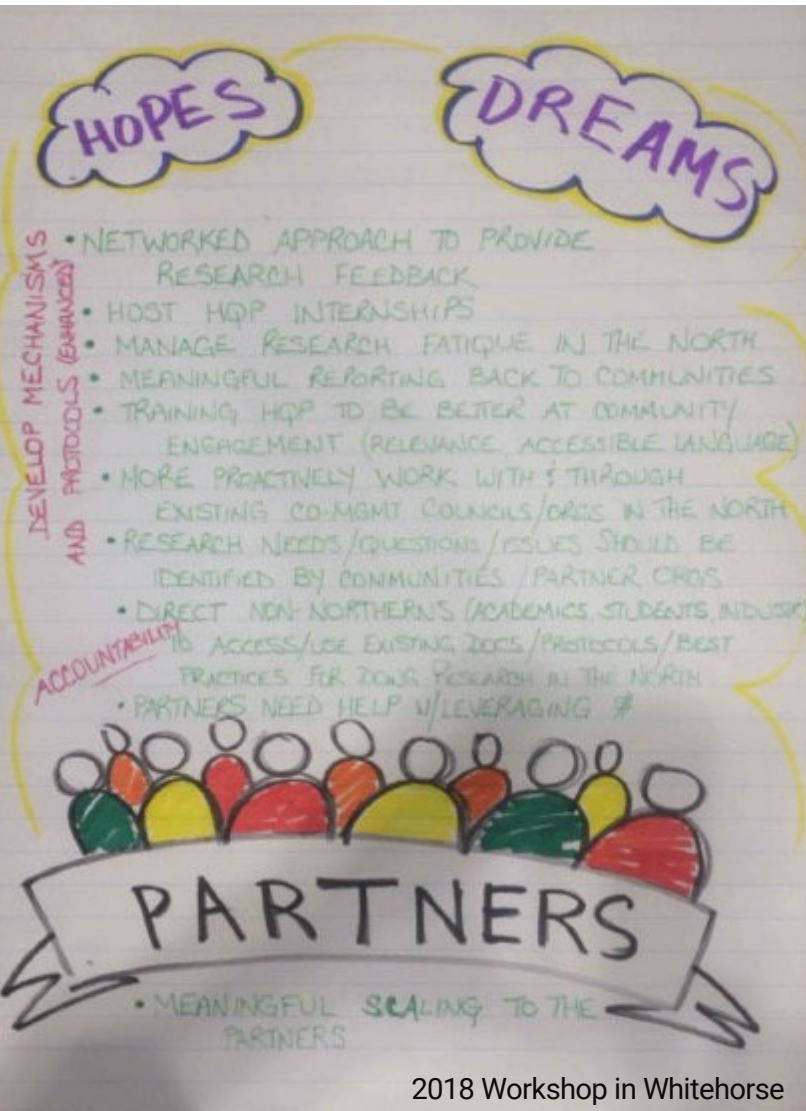 HOPES
DREAMS
DEVELOP MECHANISMS
AND PROTOCOLS (ENHANCED)
• NETWORKED APPROACH TO PROVIDE
RESEARCH FEEDBACK
• HOST HQP INTERNSHIPS
• MANAGE RESEARCH FATIQUE IN THE NORTH
• MEANINGFUL REPORTING BACK TO COMMUNITIES
• TRAINING HQP TO BE BETTER AT COMMUNITY
ENGAGEMENT (RELEVANCE, ACCESSIBLE LANGUAGE)
• MORE PROACTIVELY WORK WITH & THROUGH
EXISTING CO-MGMT COUNCILS/ORGS IN THE NORTH
• RESEARCH NEEDS/QUESTIONS/ISSUES SHOULD BE
IDENTIFIED BY COMMUNITIES/PARTNER ORGS
• DIRECT NON-NORTHERN'S (ACADEMICS, STUDENTS,
ACCOUNTABILITY
TO ACCESS/USE EXISTING DOCS/PROTOCOLS/BEST
PRACTICES FOR DOING RESEARCH IN THE NORTH
• PARTNERS NEED HELP W/LEVERAGING $
PARTNERS
• MEANINGFUL SCALING TO THE
PARTNERS
2018 Workshop in Whitehorse